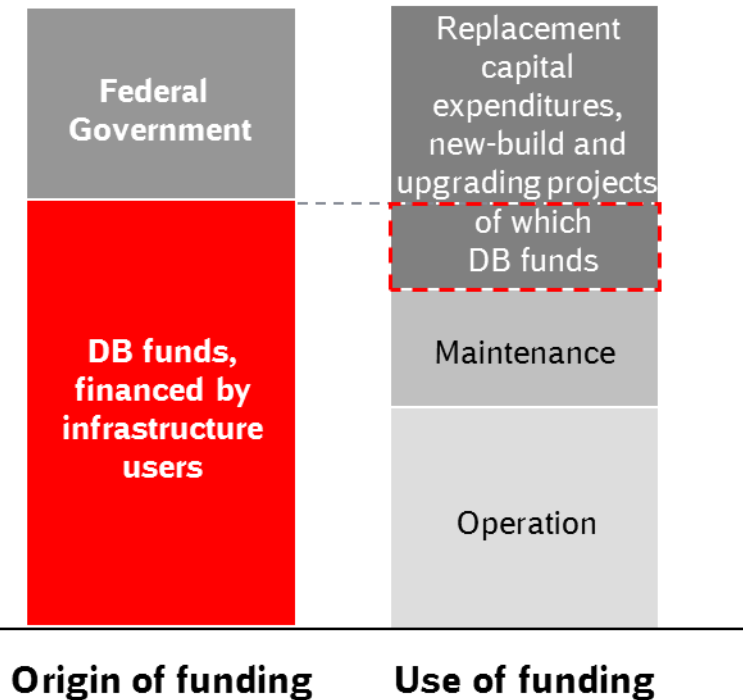 Federal
Government
DB funds,
financed by
infrastructure
users
Replacement
capital
expenditures,
new-build and
upgrading projects
of which
DB funds
Maintenance
Operation
Origin of funding
Use of funding